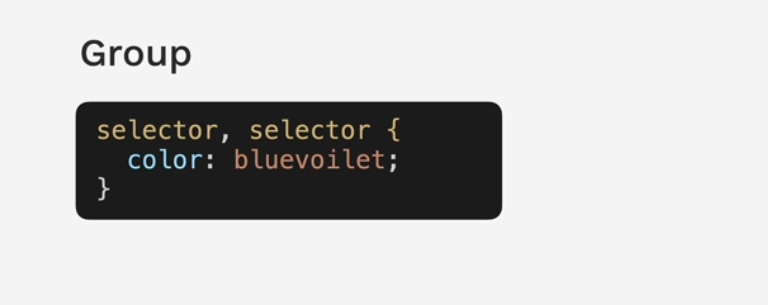 Group
selector, selector {
  color: bluevoilet;
}